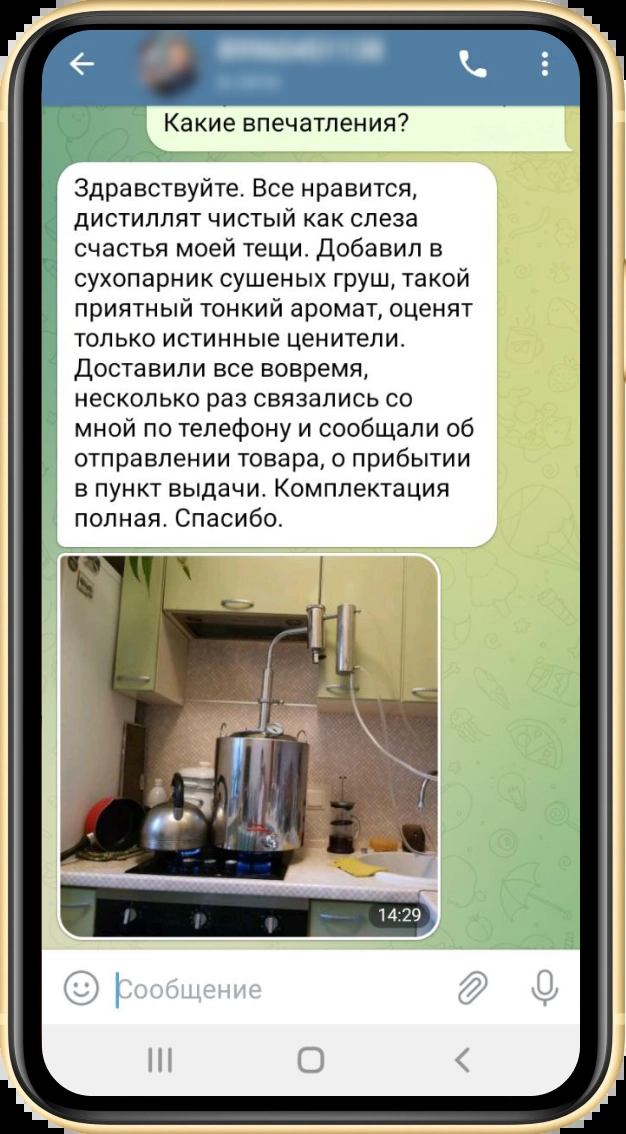 Какие впечатления?
Здравствуйте. Все нравится,
дистиллят чистый как слеза
счастья моей тещи. Добавил в
сухопарник сушеных груш, такой
приятный тонкий аромат, оценят
только истинные ценители.
Доставили все вовремя,
несколько раз связались со
мной по телефону и сообщали об
отправлении товара, о прибытии
в пункт выдачи. Комплектация
полная. Спасибо.
14:29
Сообщение